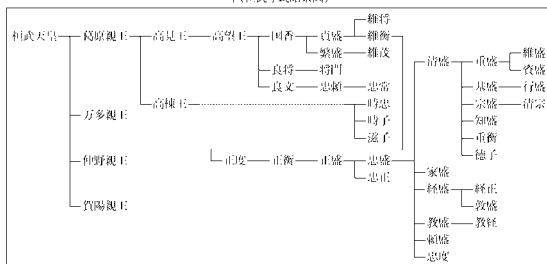 維将
桓武天皇 葛原親王 高見王 高望王 国香 貞盛 維衡
繁盛 維茂
良将 将門
良文 忠頼 忠常
高棟王 時忠
時子
滋子
万多親王
仲野親王
賀陽親王
正度 正衡 正盛 忠盛
忠正
清盛 重盛 維盛
資盛
基盛 行盛
宗盛 清宗
知盛
重衡
徳子
家盛
経盛 経正
敦盛
教盛 教経
頼盛
忠度